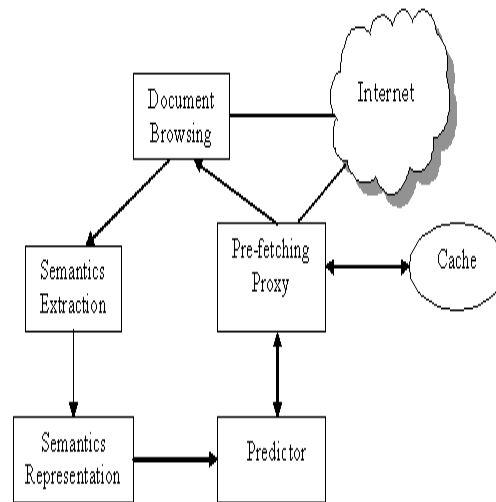 Document
Browsing
Internet
Semantics
Extraction
Pre-fetching
Proxy
Cache
Semantics
Representation
Predictor